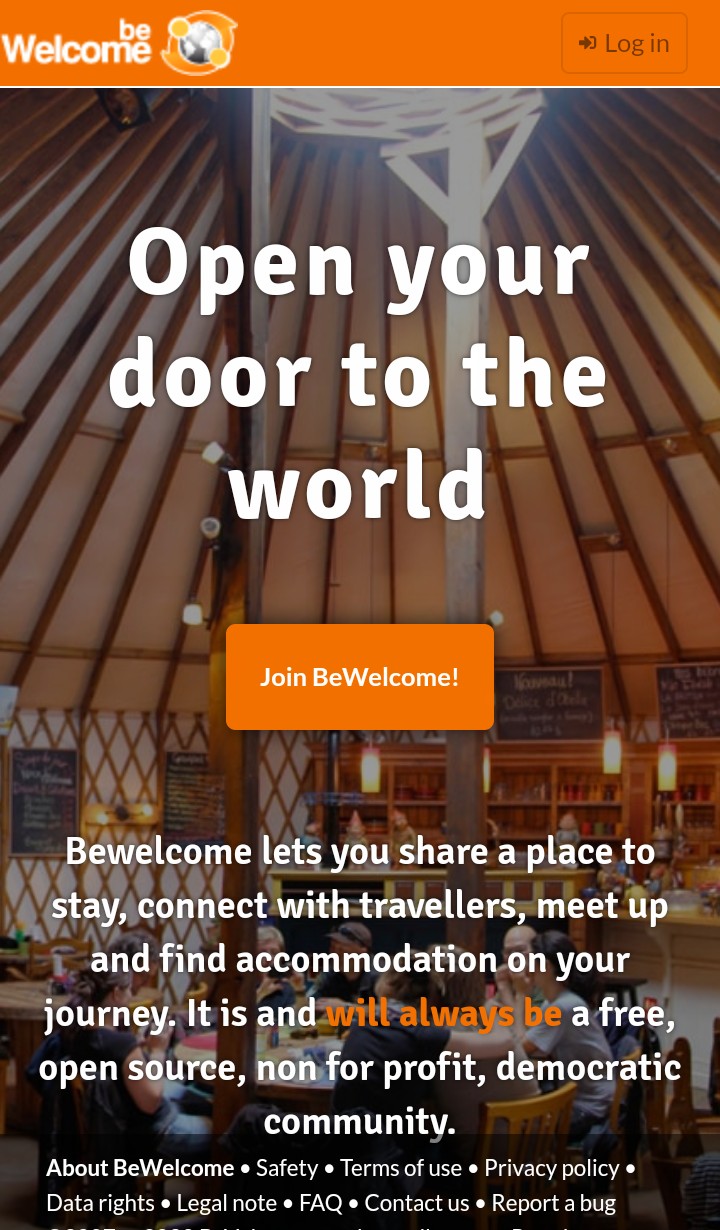 be
Welcome
Log in
Open your
door to the
world
Join BeWelcome!
Nouveau!
Bewelcome lets you share a place to
stay, connect with travellers, meet up
and find accommodation on your
journey. It is and will always be a free,
open source, non for profit, democratic
community.
About BeWelcome • Safety • Terms of use • Privacy policy •
Data rights • Legal note • FAQ • Contact us • Report a bug